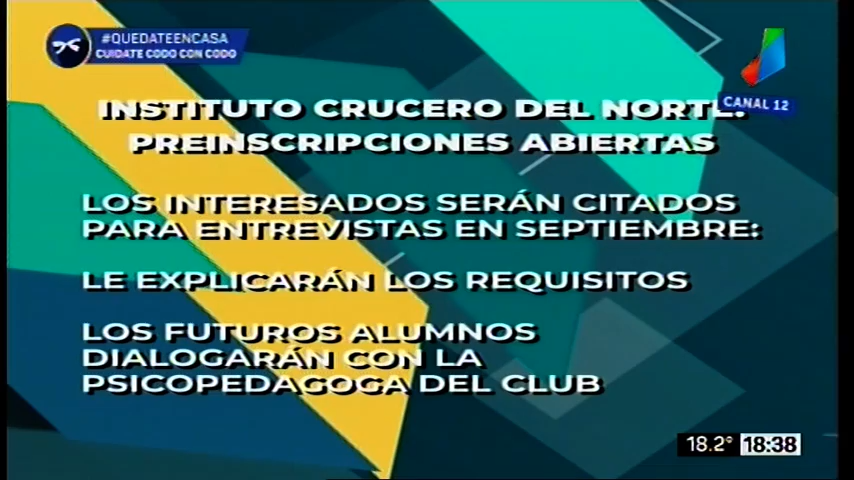 #QUEDATEENCASA
CUIDATE CODO CON CODO
CANAL 12
INSTITUTO CRUCERO DEL NORTE:
PREINSCRIPCIONES ABIERTAS
LOS INTERESADOS SERÁN CITADOS
PARA ENTREVISTAS EN SEPTIEMBRE:
LE EXPLICARÁN LOS REQUISITOS
LOS FUTUROS ALUMNOS
DIALOGARÁN CON LA
PSICOPEDAGOGA DEL CLUB
18.2° 18:38